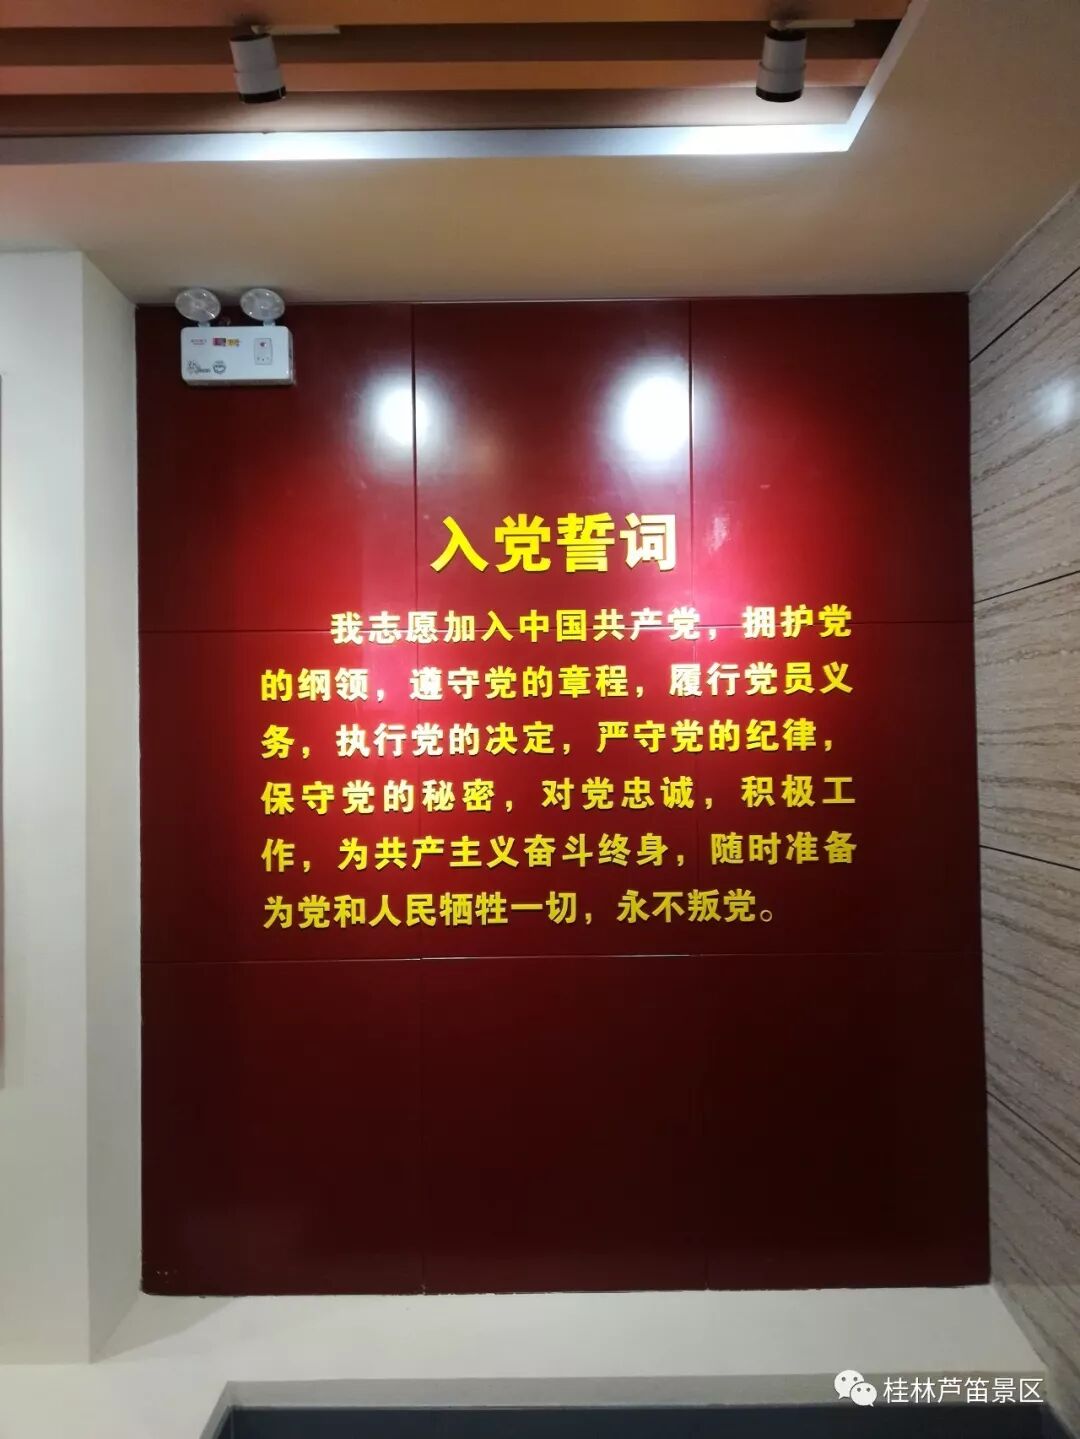 入党誓词
我志愿加入中国共产党，拥护党
的纲领，遵守党的章程，履行党员义
务，执行党的决定，严守党的纪律，
保守党的秘密，对党忠诚，积极工
作，为共产主义奋斗终身，随时准备
为党和人民牺牲一切，永不叛党。
桂林芦笛景区